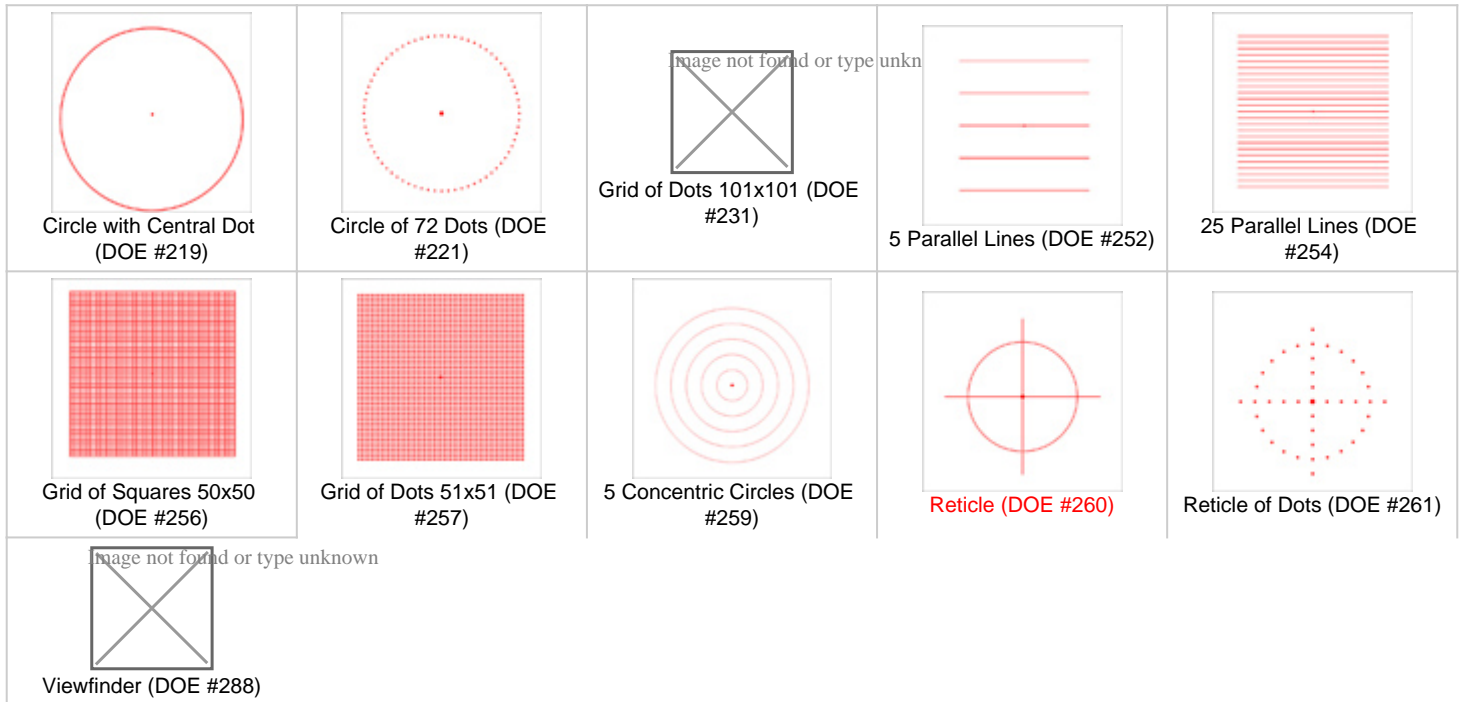 Circle with Central Dot
(DOE #219)
Circle of 72 Dots (DOE
#221)
Image not found or type unkn
Grid of Dots 101x101 (DOE
#231)
5 Parallel Lines (DOE #252)
25 Parallel Lines (DOE
#254)
Grid of Squares 50x50
(DOE #256)
Grid of Dots 51x51 (DOE
#257)
5 Concentric Circles (DOE
#259)
Reticle (DOE #260)
Reticle of Dots (DOE #261)
Image not found or type unknown
Viewfinder (DOE #288)